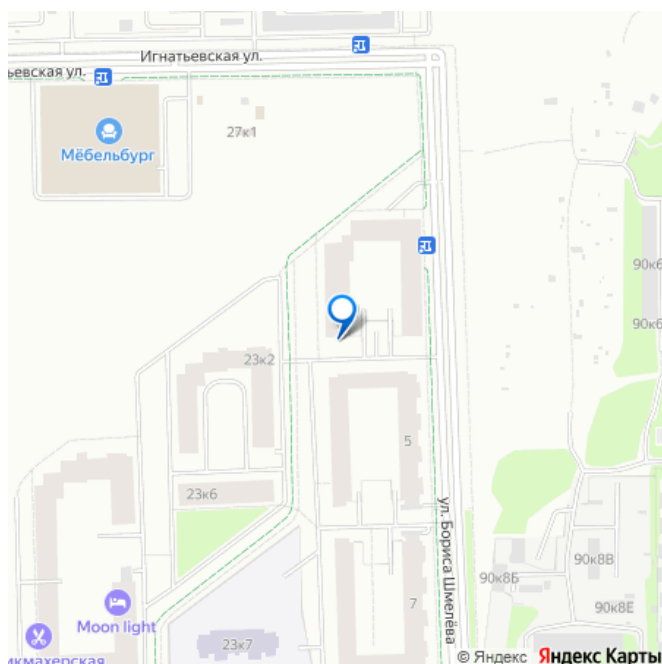 Игнатьевская ул.
ьевская ул.
Мёбельбург
27к1
90к6
90к6
23к2
5
23к6
ул. Бориса Шмелёва
90к8В
90к8Б
90к8Е
Moon light
7
23к7
икмахерская
© Яндекс Яндекс Карты